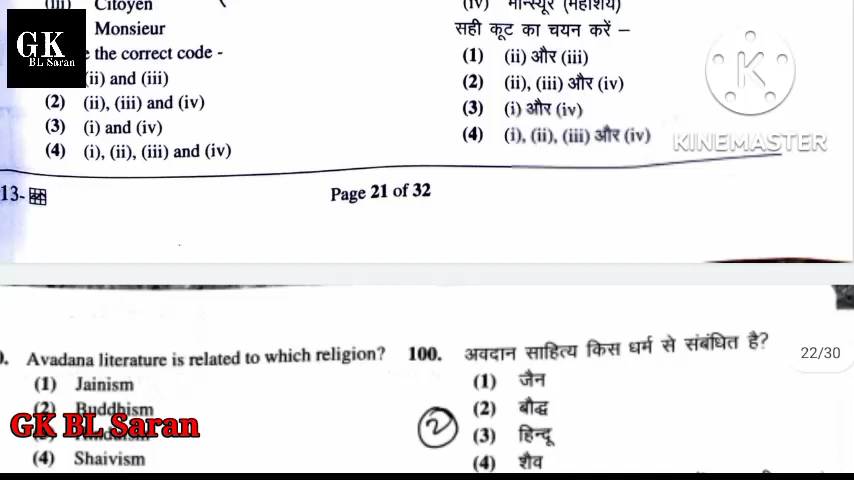 (iii) Citoyen
Monsieur
the correct code -
(ii) and (iii)
(2) (ii), (iii) and (iv)
(3) (i) and (iv)
(4) (i), (ii), (iii) and (iv)
(iv) मॉन्स्यूर (महाशय)
सही कूट का चयन करें –
(1) (ii) और (iii)
(2) (ii), (iii) और (iv)
(3) (i) और (iv)
(4) (i), (ii), (iii) और (iv)
GK
BL Saran
K
KINEMASTER
13-
Page 21 of 32
22/30
Avadana literature is related to which religion?
(1) Jainism
(2) Buddhism
(4) Shaivism
100. अवदान साहित्य किस धर्म से संबंधित है?
(1) जैन
(2) बौद्ध
(3) हिन्दू
(4) शैव
2
GK BL Saran